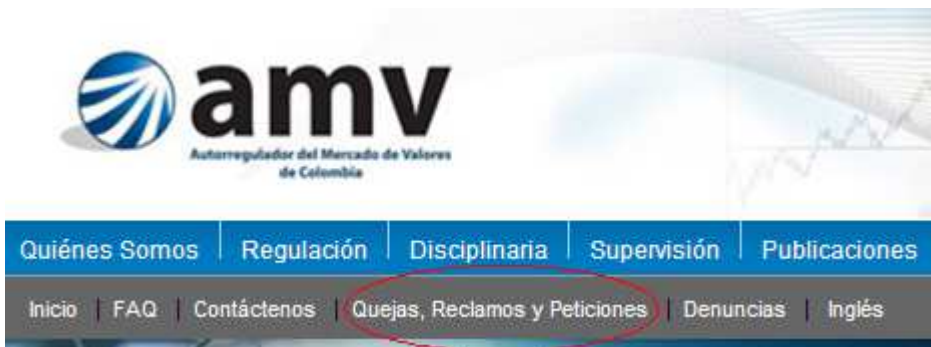 amv
Autorregulador del Mercado de Valores
de Colombia
Quiénes Somos Regulación Disciplinaria Supervisión Publicaciones
Inicio | FAQ | Contáctenos | Quejas, Reclamos y Peticiones | Denuncias | Inglés